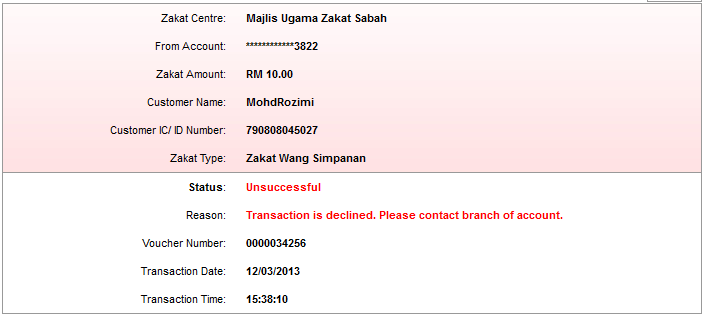 Zakat Centre: Majlis Ugama Zakat Sabah
From Account: ************3822
Zakat Amount: RM 10.00
Customer Name: MohdRozimi
Customer IC/ ID Number: 790808045027
Zakat Type: Zakat Wang Simpanan
Status: Unsuccessful
Reason: Transaction is declined. Please contact branch of account.
Voucher Number: 0000034256
Transaction Date: 12/03/2013
Transaction Time: 15:38:10